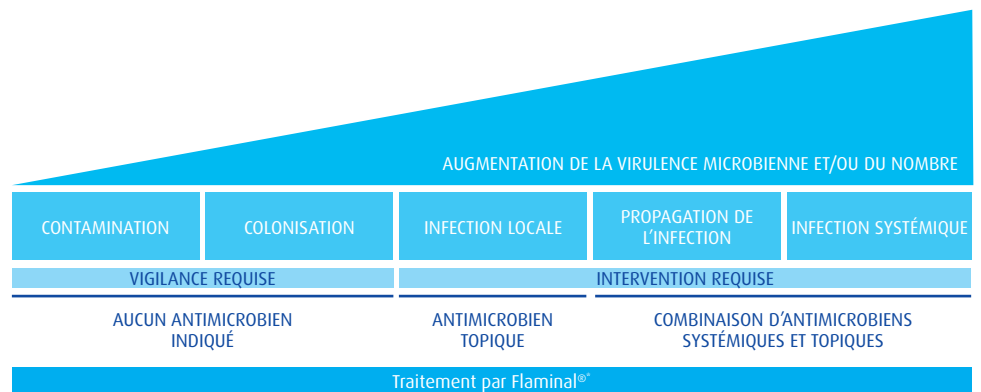 AUGMENTATION DE LA VIRULENCE MICROBIENNE ET/OU DU NOMBRE
CONTAMINATION
COLONISATION
INFECTION LOCALE
PROPAGATION DE
L'INFECTION
INFECTION SYSTÉMIQUE
VIGILANCE REQUISE
INTERVENTION REQUISE
AUCUN ANTIMICROBIEN
INDIQUÉ
ANTIMICROBIEN
TOPIQUE
COMBINAISON D'ANTIMICROBIENS
SYSTÉMIQUES ET TOPIQUES
Traitement par Flaminal®*